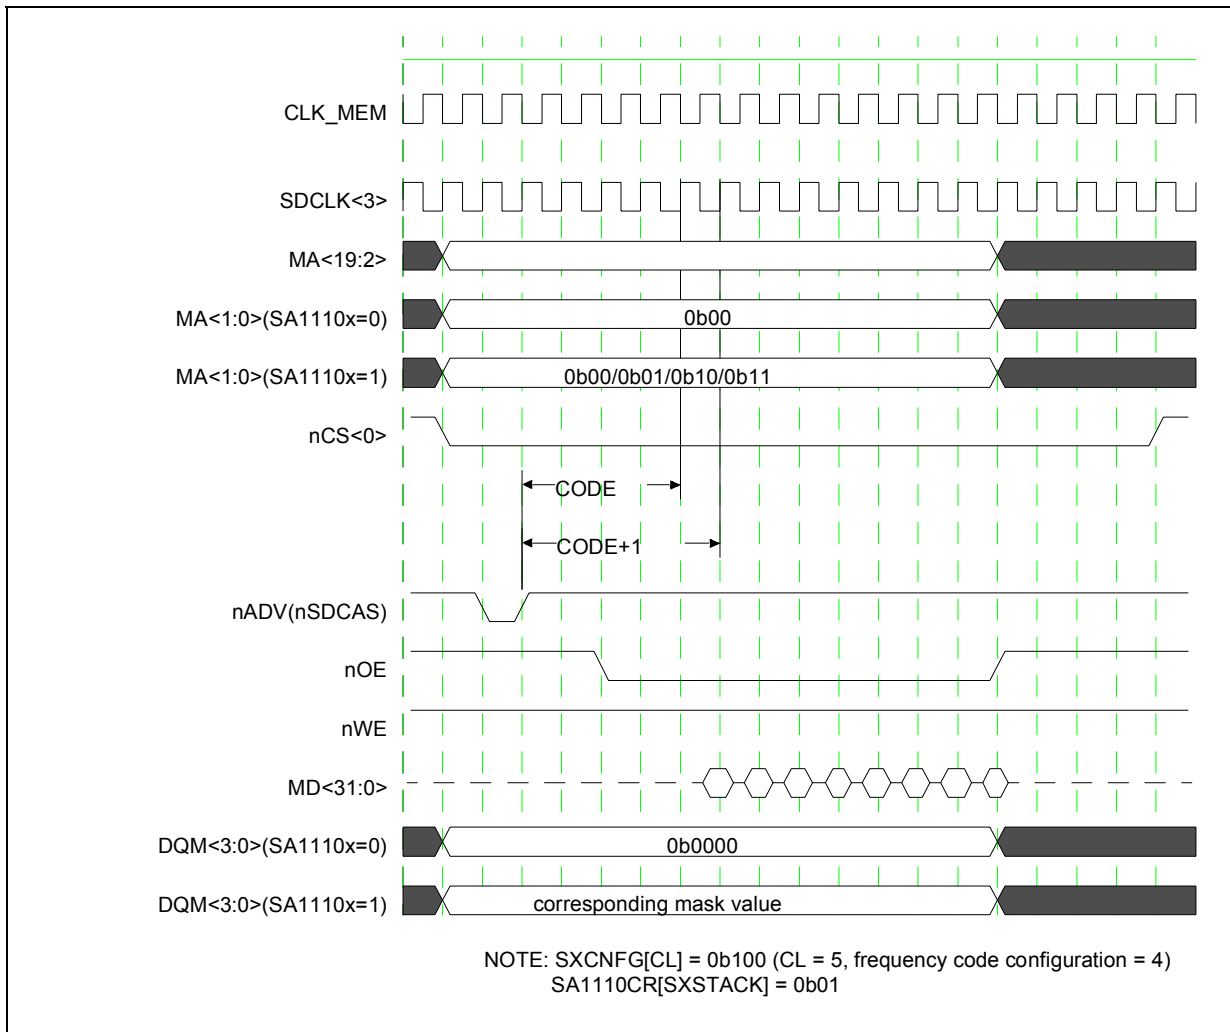 CLK_MEM
SDCLK<3>
MA<19:2>
MA<1:0>(SA1110x=0)
0b00
MA<1:0>(SA1110x=1)
0b00/0b01/0b10/0b11
nCS<0>
CODE
CODE+1
nADV(nSDCAS)
nOE
nWE
MD<31:0>
DQM<3:0>(SA1110x=0)
0b0000
DQM<3:0>(SA1110x=1)
corresponding mask value
NOTE: SXCNFG[CL] = 0b100 (CL = 5, frequency code configuration = 4)
SA1110CR[SXSTACK] = 0b01